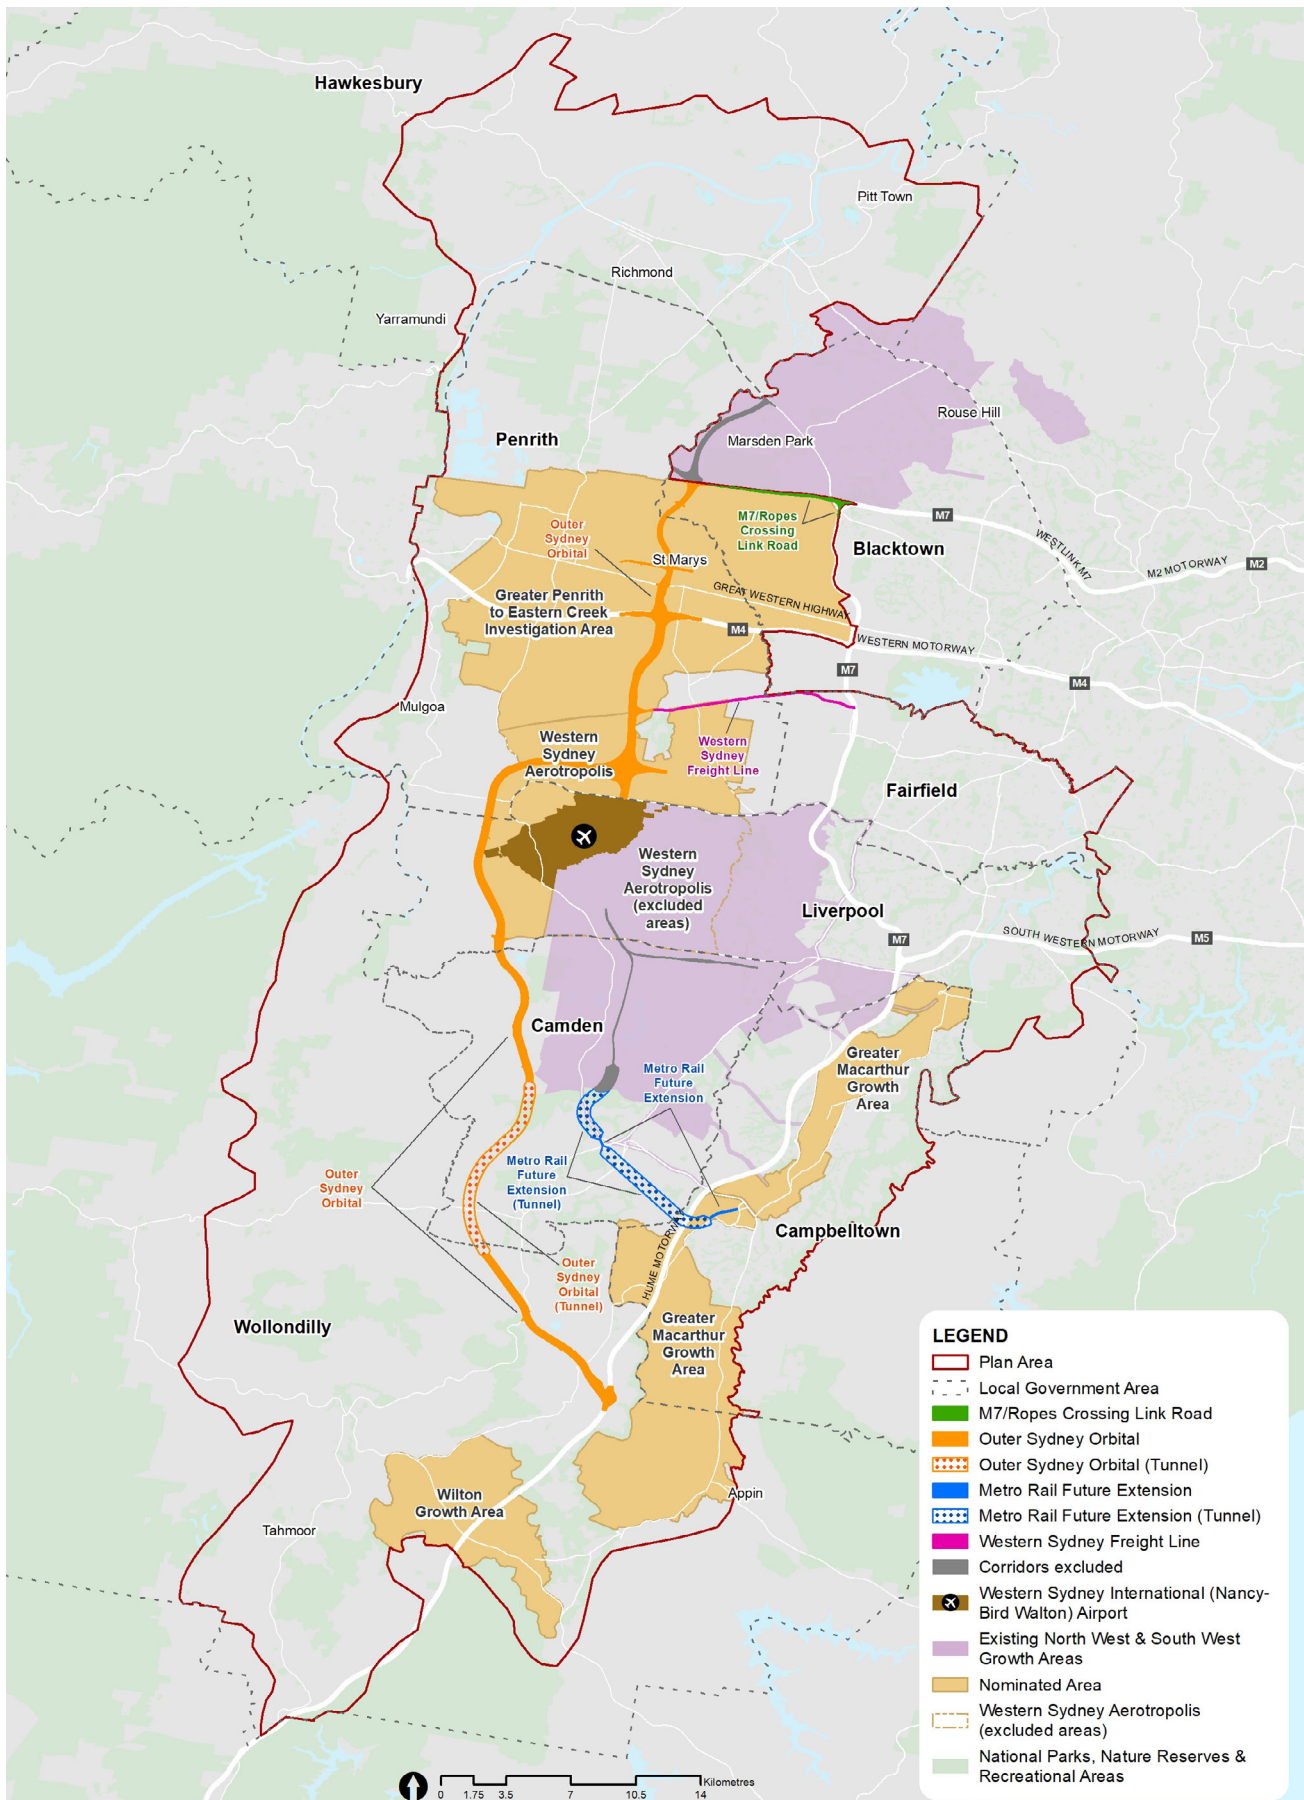 Hawkesbury
Pitt Town
Richmond
Yarramundi
Rouse Hill
Penrith
Marsden Park
Outer
Sydney
Orbital
M7/Ropes
Crossing
Link Road
M7
Blacktown
WESTLINK M7
M2 MOTORWAY
M2
St Marys
Greater Penrith
to Eastern Creek
Investigation Area
GREAT WESTERN HIGHWAY
M4
WESTERN MOTORWAY
M7
M4
Mulgoa
Western
Sydney
Aerotropolis
Western
Sydney
Freight Line
Fairfield
Western
Sydney
Aerotropolis
(excluded
areas)
Liverpool
M7
SOUTH WESTERN MOTORWAY
M5
Camden
Greater
Macarthur
Growth
Area
Metro Rail
Future
Extension
Outer
Sydney
Orbital
Metro Rail
Future
Extension
(Tunnel)
Campbelltown
HUME MOTORWAY
Outer
Sydney
Orbital
(Tunnel)
Wollondilly
Greater
Macarthur
Growth
Area
Wilton
Growth Area
Appin
Tahmoor
LEGEND
Plan Area
Local Government Area
M7/Ropes Crossing Link Road
Outer Sydney Orbital
Outer Sydney Orbital (Tunnel)
Metro Rail Future Extension
Metro Rail Future Extension (Tunnel)
Western Sydney Freight Line
Corridors excluded
Western Sydney International (Nancy-
Bird Walton) Airport
Existing North West & South West
Growth Areas
Nominated Area
Western Sydney Aerotropolis
(excluded areas)
National Parks, Nature Reserves &
Recreational Areas
Kilometres
0 1.75 3.5 7 10.5 14